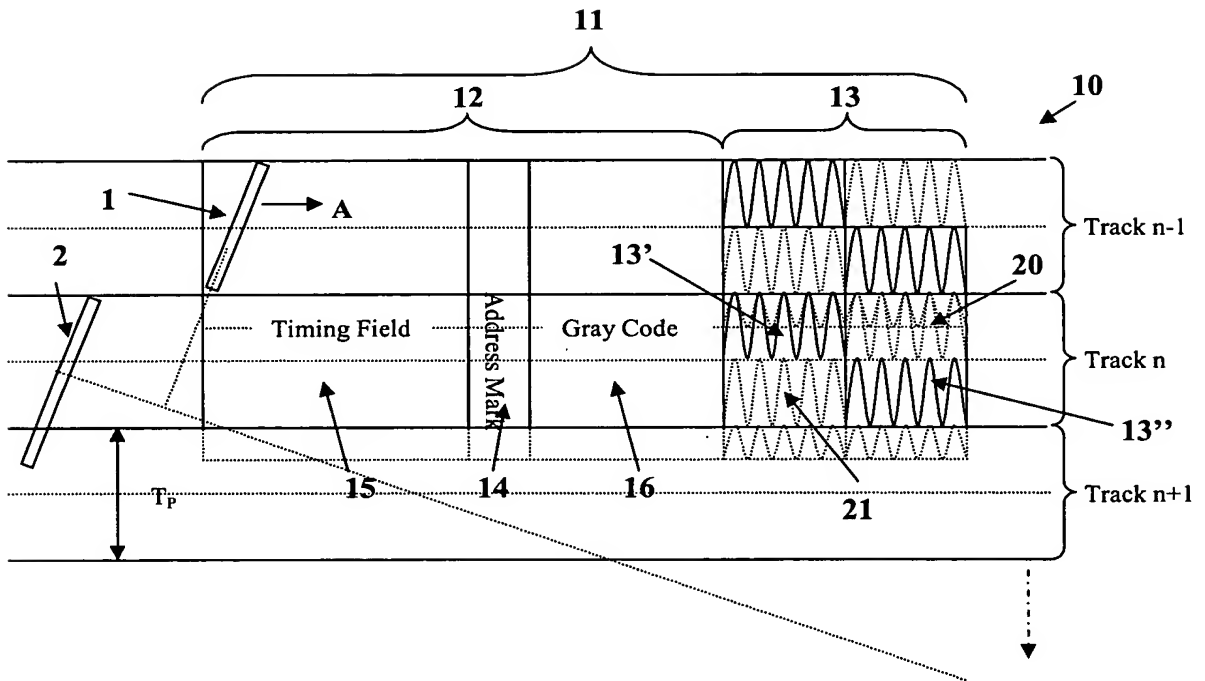 11
12
13
10
1
A
Track n-1
2
13'
20
Timing Field
Address Mark
Gray Code
Track n
13''
15
14
16
21
TP
Track n+1